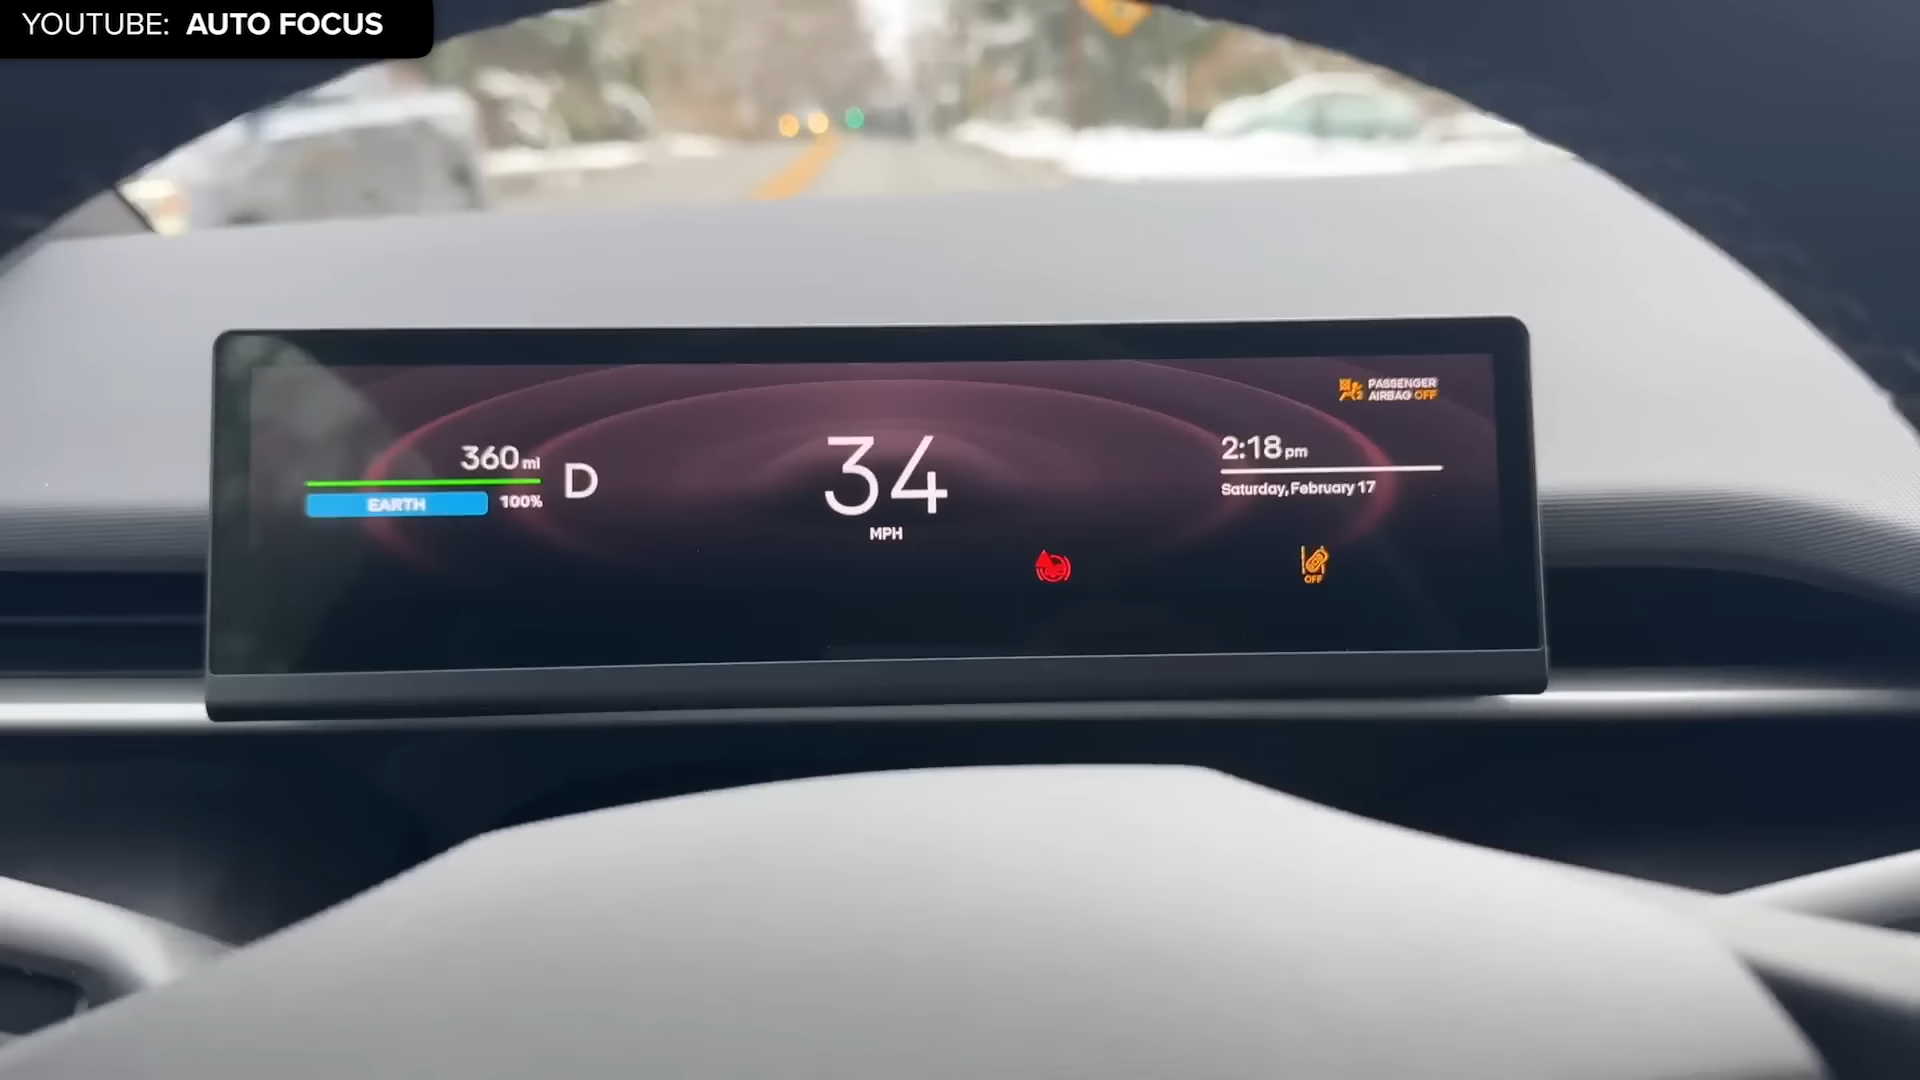 YOUTUBE: AUTO FOCUS
PASSENGER
AIRBAG OFF
360mi
D
EARTH
100%
34
MPH
2:18pm
Saturday, February 17
OFF